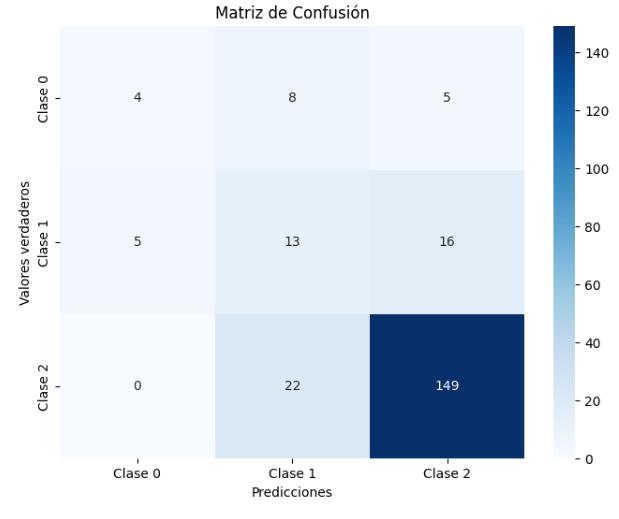 Matriz de Confusión
Clase 0
4 8 5
Clase 1
5 13 16
Clase 2
0 22 149
Valores verdaderos
Clase 0 Clase 1 Clase 2
Predicciones
140
120
100
80
60
40
20
0